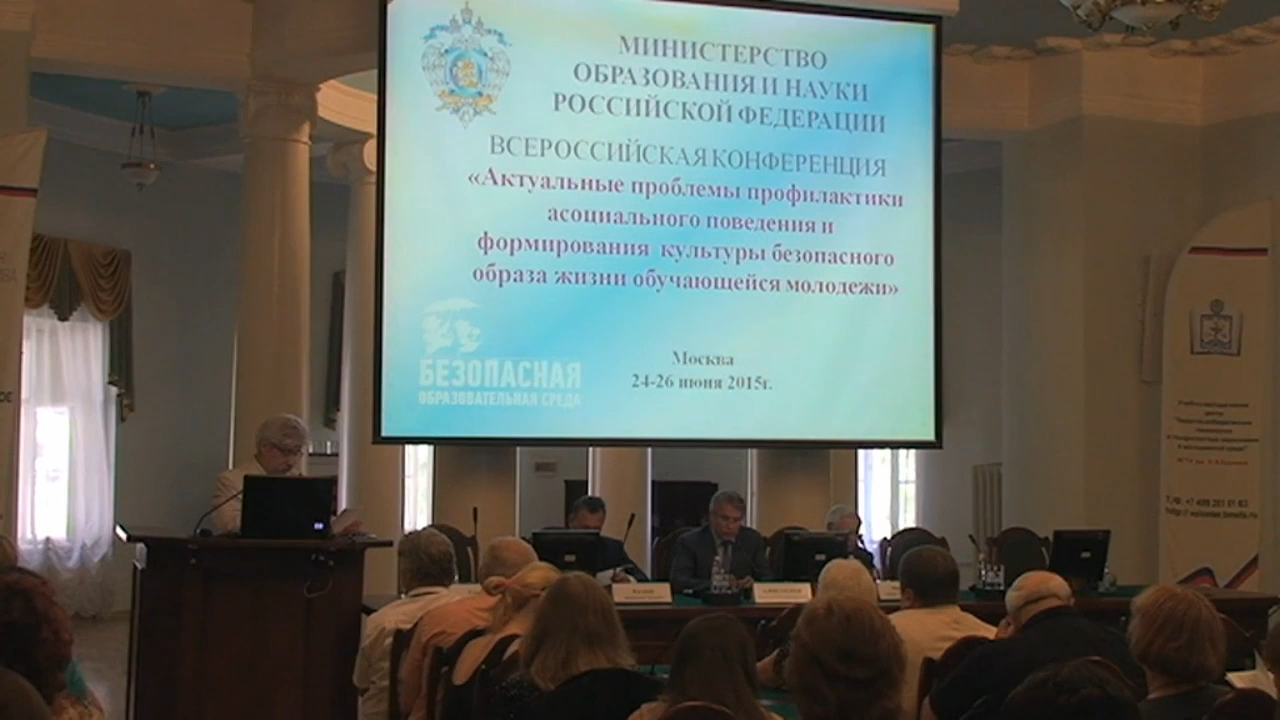 МИНИСТЕРСТВО
ОБРАЗОВАНИЯ И НАУКИ
РОССИЙСКОЙ ФЕДЕРАЦИИ
ВСЕРОССИЙСКАЯ КОНФЕРЕНЦИЯ
«Актуальные проблемы профилактики
асоциального поведения и
формирования культуры безопасного
образа жизни обучающейся молодежи»
БЕЗОПАСНАЯ
ОБРАЗОВАТЕЛЬНАЯ СРЕДА
Москва
24-26 июня 2015г.
центр